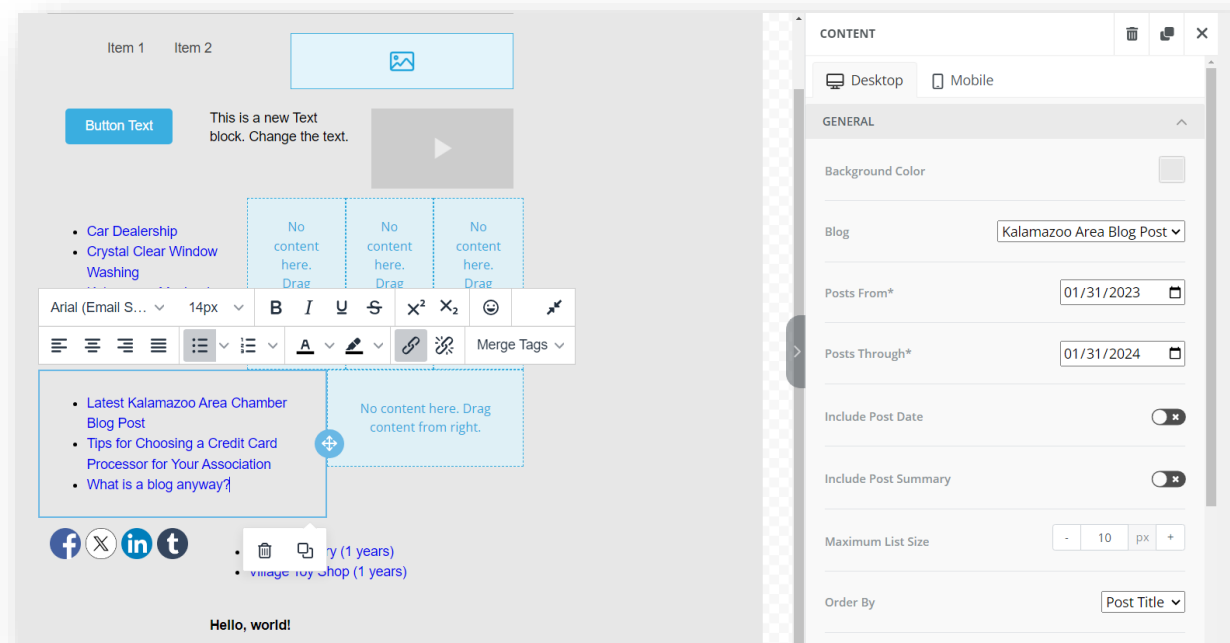 CONTENT
Item 1 Item 2
Desktop Mobile
Button Text
This is a new Text
block. Change the text.
GENERAL
Background Color
Blog Kalamazoo Area Blog Post
Posts From* 01/31/2023
Posts Through* 01/31/2024
Include Post Date
Include Post Summary
Maximum List Size - 10 px +
Order By Post Title
Car Dealership
Crystal Clear Window
Washing
No
content
here.
Drag
No
content
here.
Drag
No
content
here.
Drag
Arial (Email S... 14px B I U S X² X₂
A Merge Tags
Latest Kalamazoo Area Chamber
Blog Post
Tips for Choosing a Credit Card
Processor for Your Association
What is a blog anyway?
No content here. Drag
content from right.
(1 years)
Village Toy Shop (1 years)
Hello, world!